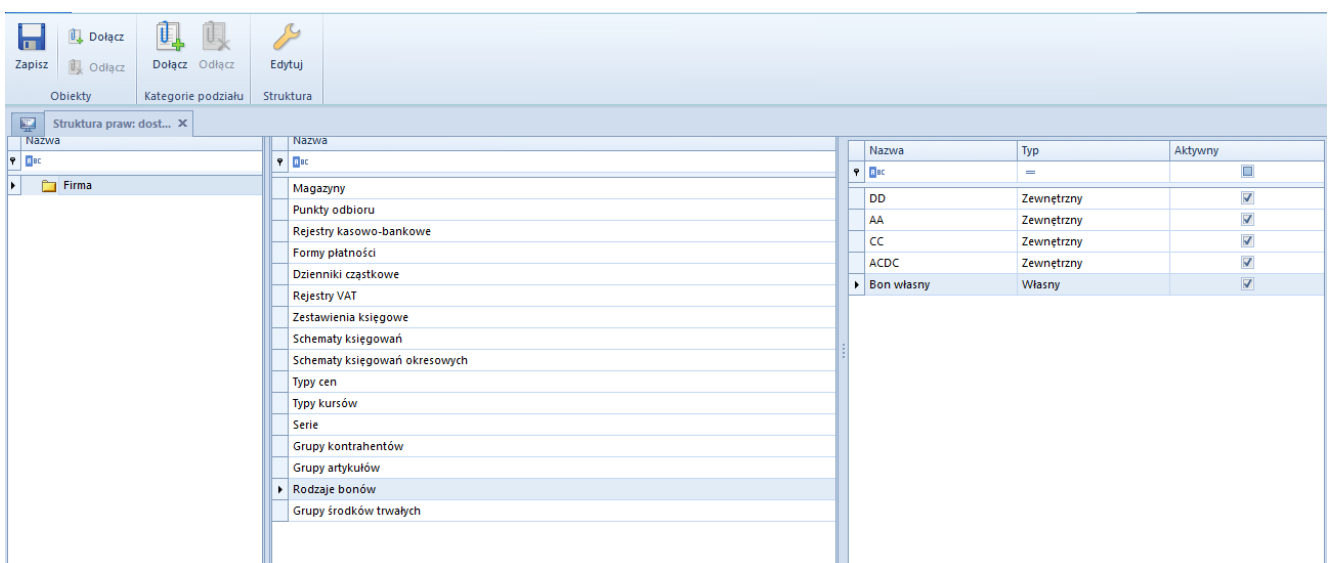 Zapisz
Dołącz
Odłącz
Obiekty
Dołącz Odłącz
Kategorie podziału
Edytuj
Struktura
Struktura praw: dost... X
Nazwa
ABC
Firma
Nazwa
ABC
Magazyny
Punkty odbioru
Rejestry kasowo-bankowe
Formy płatności
Dzienniki cząstkowe
Rejestry VAT
Zestawienia księgowe
Schematy księgowań
Schematy księgowań okresowych
Typy cen
Typy kursów
Serie
Grupy kontrahentów
Grupy artykułów
Rodzaje bonów
Grupy środków trwałych
Nazwa Typ Aktywny
ABC =
DD Zewnętrzny
AA Zewnętrzny
CC Zewnętrzny
ACDC Zewnętrzny
Bon własny Własny